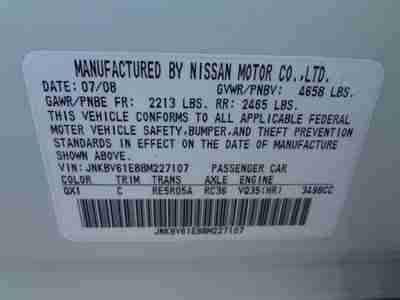 MANUFACTURED BY NISSAN MOTOR CO.,LTD.
DATE: 07/08 GVWR/PNBV: 4658 LBS.
GAWR/PNBE FR: 2213 LBS. RR: 2465 LBS.
THIS VEHICLE CONFORMS TO ALL APPLICABLE FEDERAL
MOTOR VEHICLE SAFETY,BUMPER,AND THEFT PREVENTION
STANDARDS IN EFFECT ON THE DATE OF MANUFACTURE
SHOWN ABOVE.
VIN: JNKBV61E88M227107 PASSENGER CAR
COLOR TRIM TRANS AXLE ENGINE
QX1 C RE5R05A RC36 VQ35(HR) 3498CC
JNKBV61E88M227107